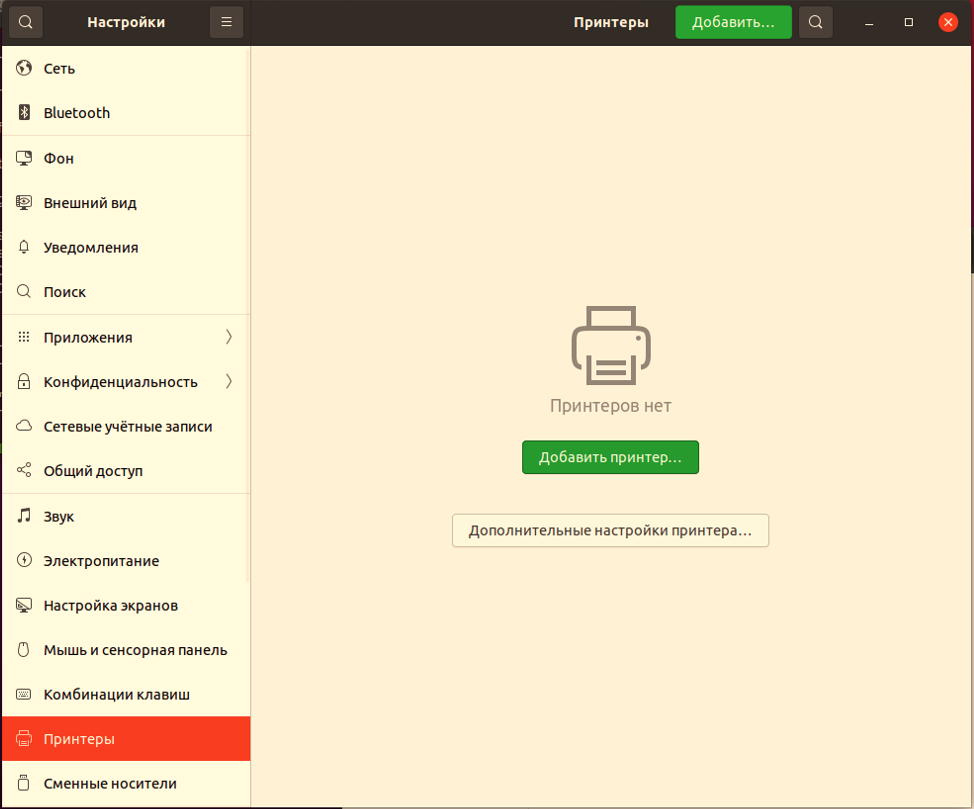 Настройки
Принтеры
Добавить...
Сеть
Bluetooth
Фон
Внешний вид
Уведомления
Поиск
Приложения
Конфиденциальность
Сетевые учётные записи
Общий доступ
Звук
Электропитание
Настройка экранов
Мышь и сенсорная панель
Комбинации клавиш
Принтеры
Сменные носители
Принтеров нет
Добавить принтер...
Дополнительные настройки принтера...